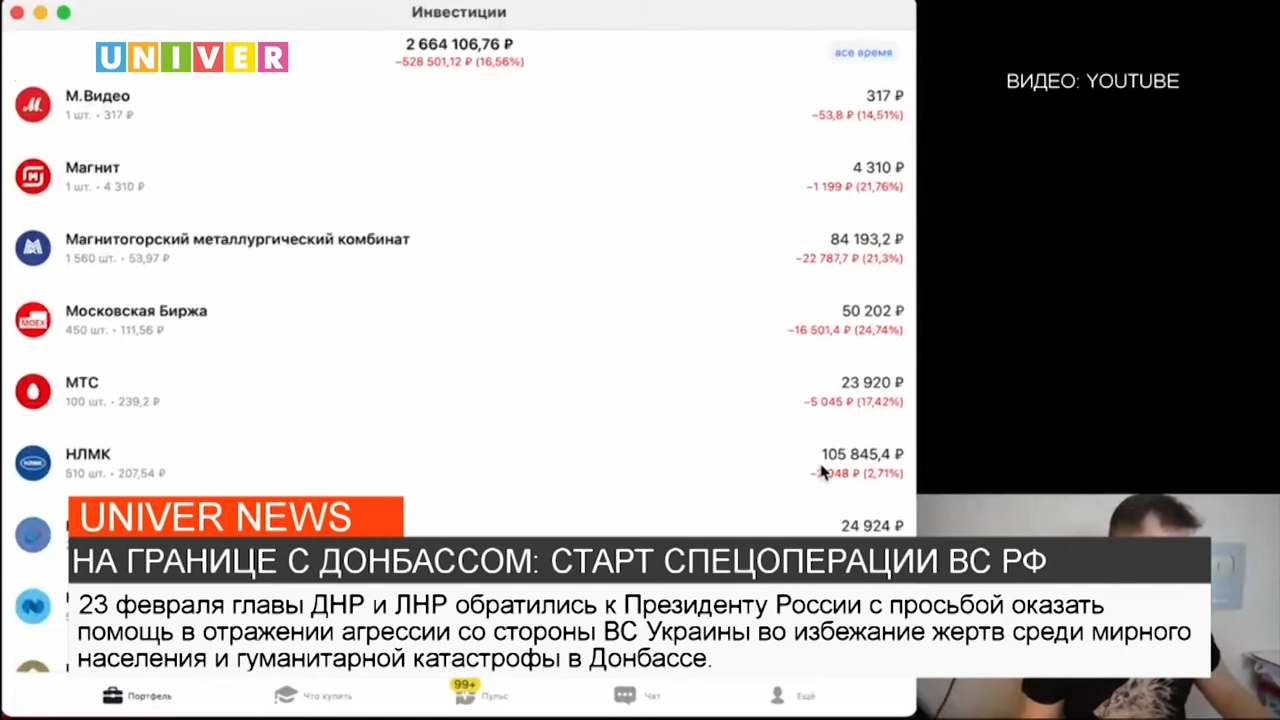 Инвестиции
2 664 106,76 ₽
–528 501,12 ₽ (16,56%)
все время
UNIVER
ВИДЕО: YOUTUBE
М.Видео
317 ₽
1 шт. • 317 ₽
–53,8 ₽ (14,51%)
Магнит
4 310 ₽
1 шт. • 4 310 ₽
–1 199 ₽ (21,76%)
Магнитогорский металлургический комбинат
84 193,2 ₽
1 560 шт. • 53,97 ₽
–22 787,7 ₽ (21,3%)
Московская Биржа
50 202 ₽
MOEX
450 шт. • 111,56 ₽
–16 501,4 ₽ (24,74%)
МТС
23 920 ₽
100 шт. • 239,2 ₽
–5 045 ₽ (17,42%)
НЛМК
105 845,4 ₽
НЛМК
510 шт. • 207,54 ₽
948 ₽ (2,71%)
24 924 ₽
UNIVER NEWS
НА ГРАНИЦЕ С ДОНБАССОМ: СТАРТ СПЕЦОПЕРАЦИИ ВС РФ
23 февраля главы ДНР и ЛНР обратились к Президенту России с просьбой оказать
помощь в отражении агрессии со стороны ВС Украины во избежание жертв среди мирного
населения и гуманитарной катастрофы в Донбассе.
Портфель
Что купить
99+
Пульс
Чат
Ещё